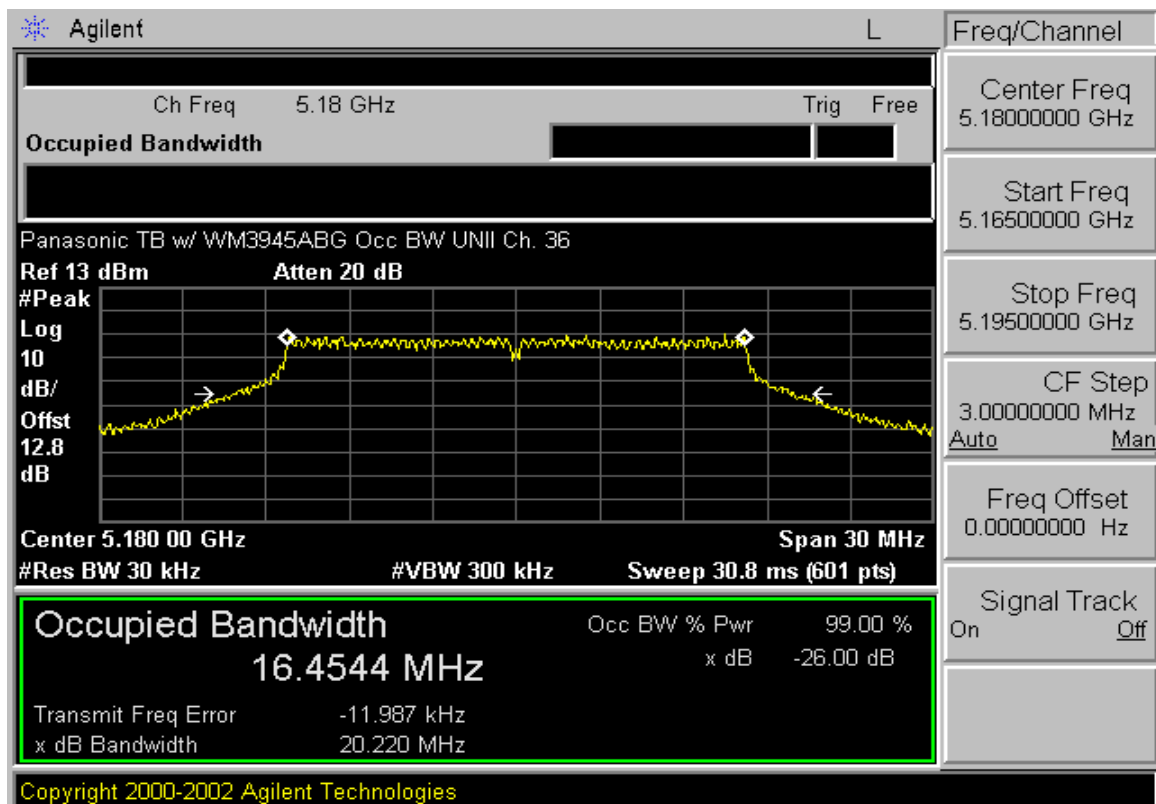 Agilent L
Ch Freq 5.18 GHz Trig Free
Occupied Bandwidth
Panasonic TB w/ WM3945ABG Occ BW UNII Ch. 36
Ref 13 dBm Atten 20 dB
#Peak
Log
10
dB/
Offst
12.8
dB
Center 5.180 00 GHz Span 30 MHz
#Res BW 30 kHz #VBW 300 kHz Sweep 30.8 ms (601 pts)
Occupied Bandwidth Occ BW % Pwr 99.00 %
16.4544 MHz x dB -26.00 dB
Transmit Freq Error -11.987 kHz
x dB Bandwidth 20.220 MHz
Copyright 2000-2002 Agilent Technologies
Freq/Channel
Center Freq
5.18000000 GHz
Start Freq
5.16500000 GHz
Stop Freq
5.19500000 GHz
CF Step
3.00000000 MHz
Auto Man
Freq Offset
0.00000000 Hz
Signal Track
On Off